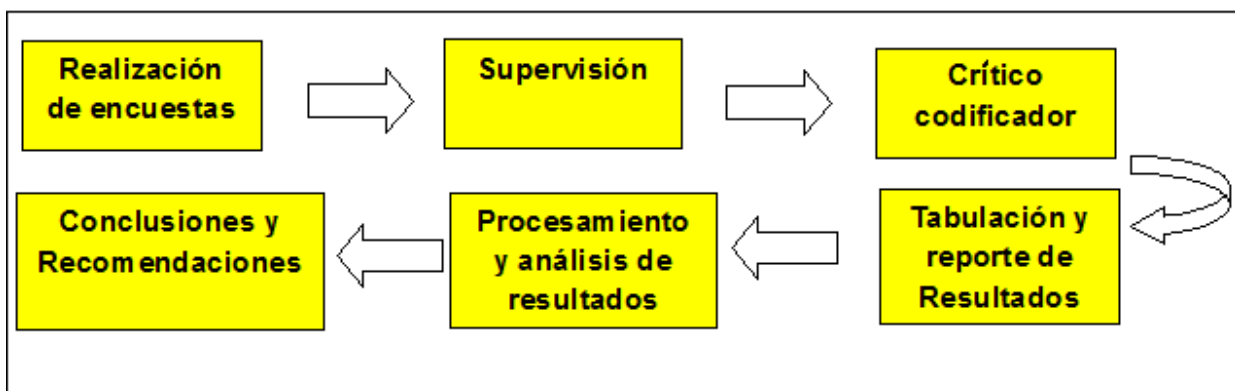 Realización
de encuestas
Supervisión
Crítico
codificador
Tabulación y
reporte de
Resultados
Procesamiento
y análisis de
resultados
Conclusiones y
Recomendaciones